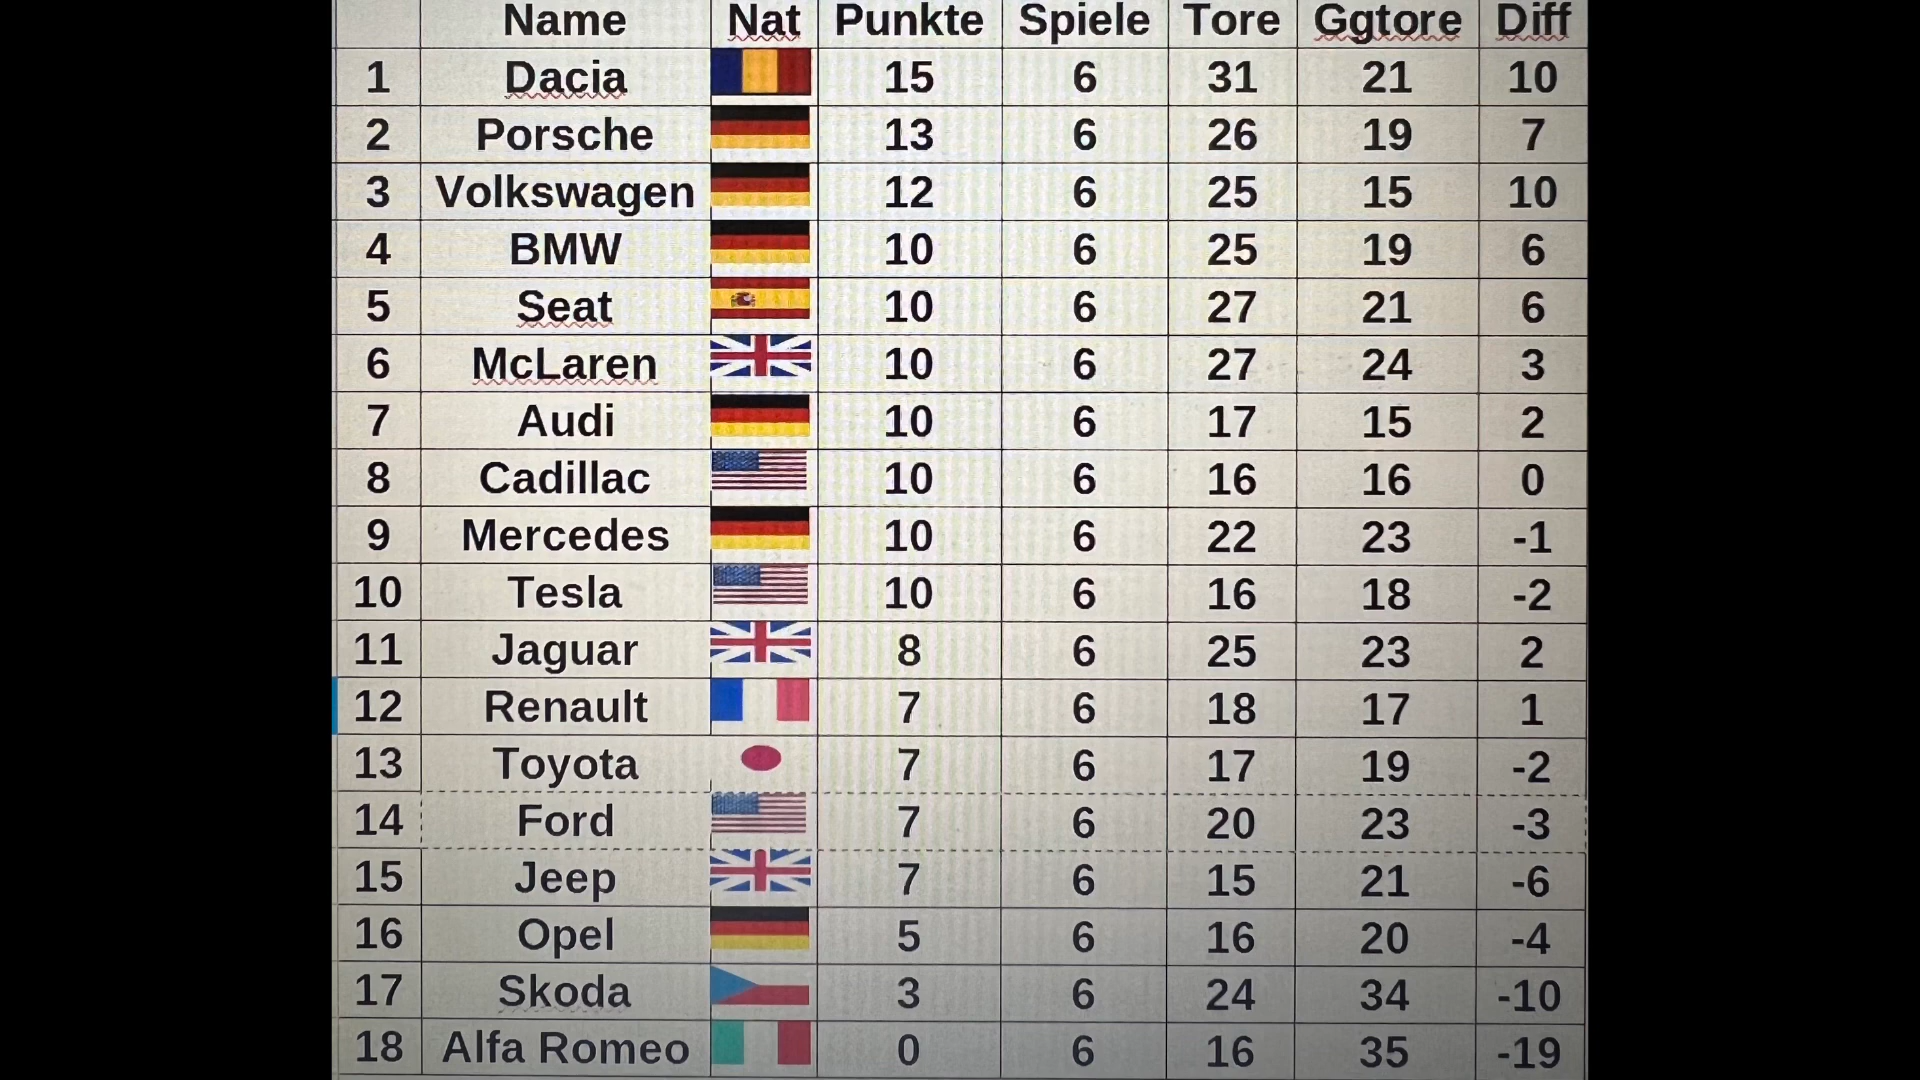 Name Nat Punkte Spiele Tore Ggtore Diff
1 Dacia 15 6 31 21 10
2 Porsche 13 6 26 19 7
3 Volkswagen 12 6 25 15 10
4 BMW 10 6 25 19 6
5 Seat 10 6 27 21 6
6 McLaren 10 6 27 24 3
7 Audi 10 6 17 15 2
8 Cadillac 10 6 16 16 0
9 Mercedes 10 6 22 23 -1
10 Tesla 10 6 16 18 -2
11 Jaguar 8 6 25 23 2
12 Renault 7 6 18 17 1
13 Toyota 7 6 17 19 -2
14 Ford 7 6 20 23 -3
15 Jeep 7 6 15 21 -6
16 Opel 5 6 16 20 -4
17 Skoda 3 6 24 34 -10
18 Alfa Romeo 0 6 16 35 -19